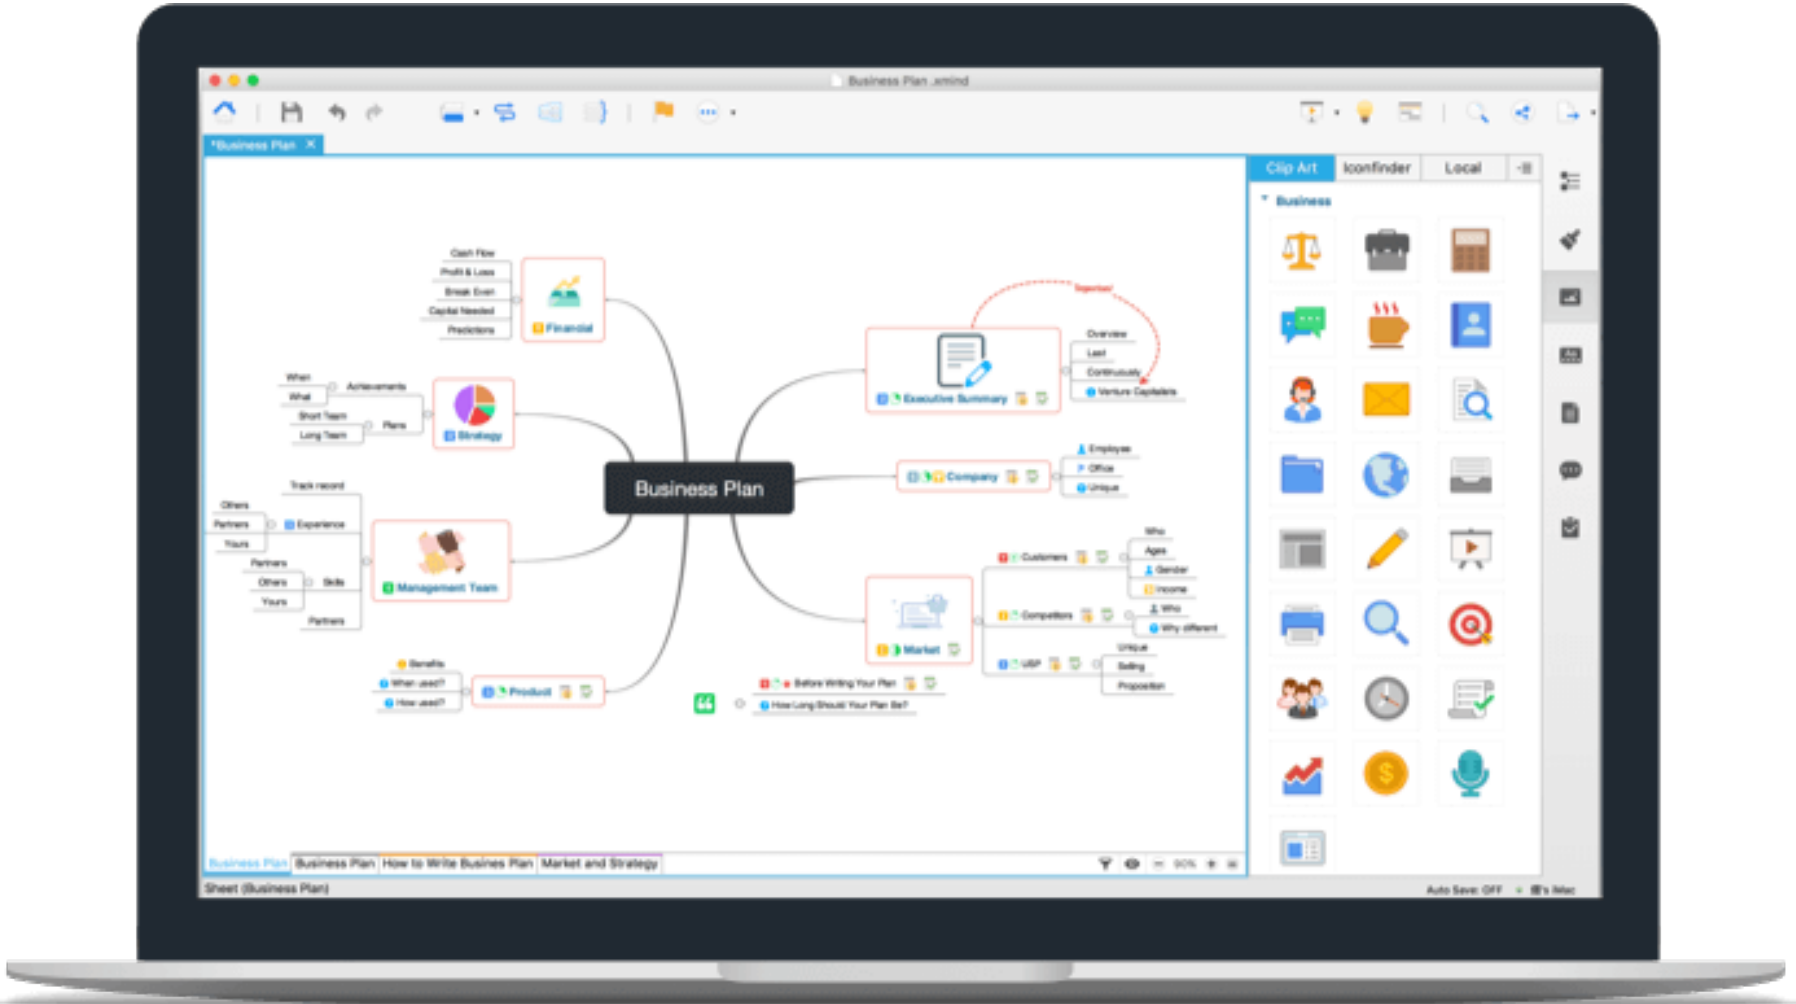 Business Plan .xmind
*Business Plan
Clip Art
Iconfinder
Local
Business
Cash Flow
Profit & Loss
Break Even
Capital Needed
Predictions
Financial
When
What
Achievements
Short Team
Long Team
Plans
Strategy
Track record
Others
Partners
Yours
Experience
Partners
Others
Yours
Skills
Partners
Management Team
Benefits
When used?
How used?
Product
Business Plan
Executive Summary
Overview
Last
Continuously
Venture Capitalists
Company
Employee
Office
Unique
Market
Customers
Who
Ages
Gender
Income
Competitors
Who
Why different
USP
Unique
Selling
Proposition
Before Writing Your Plan
How Long Should Your Plan Be?
Business Plan
Business Plan
How to Write Busines Plan
Market and Strategy
90%
Sheet (Business Plan)
Auto Save: OFF
's iMac